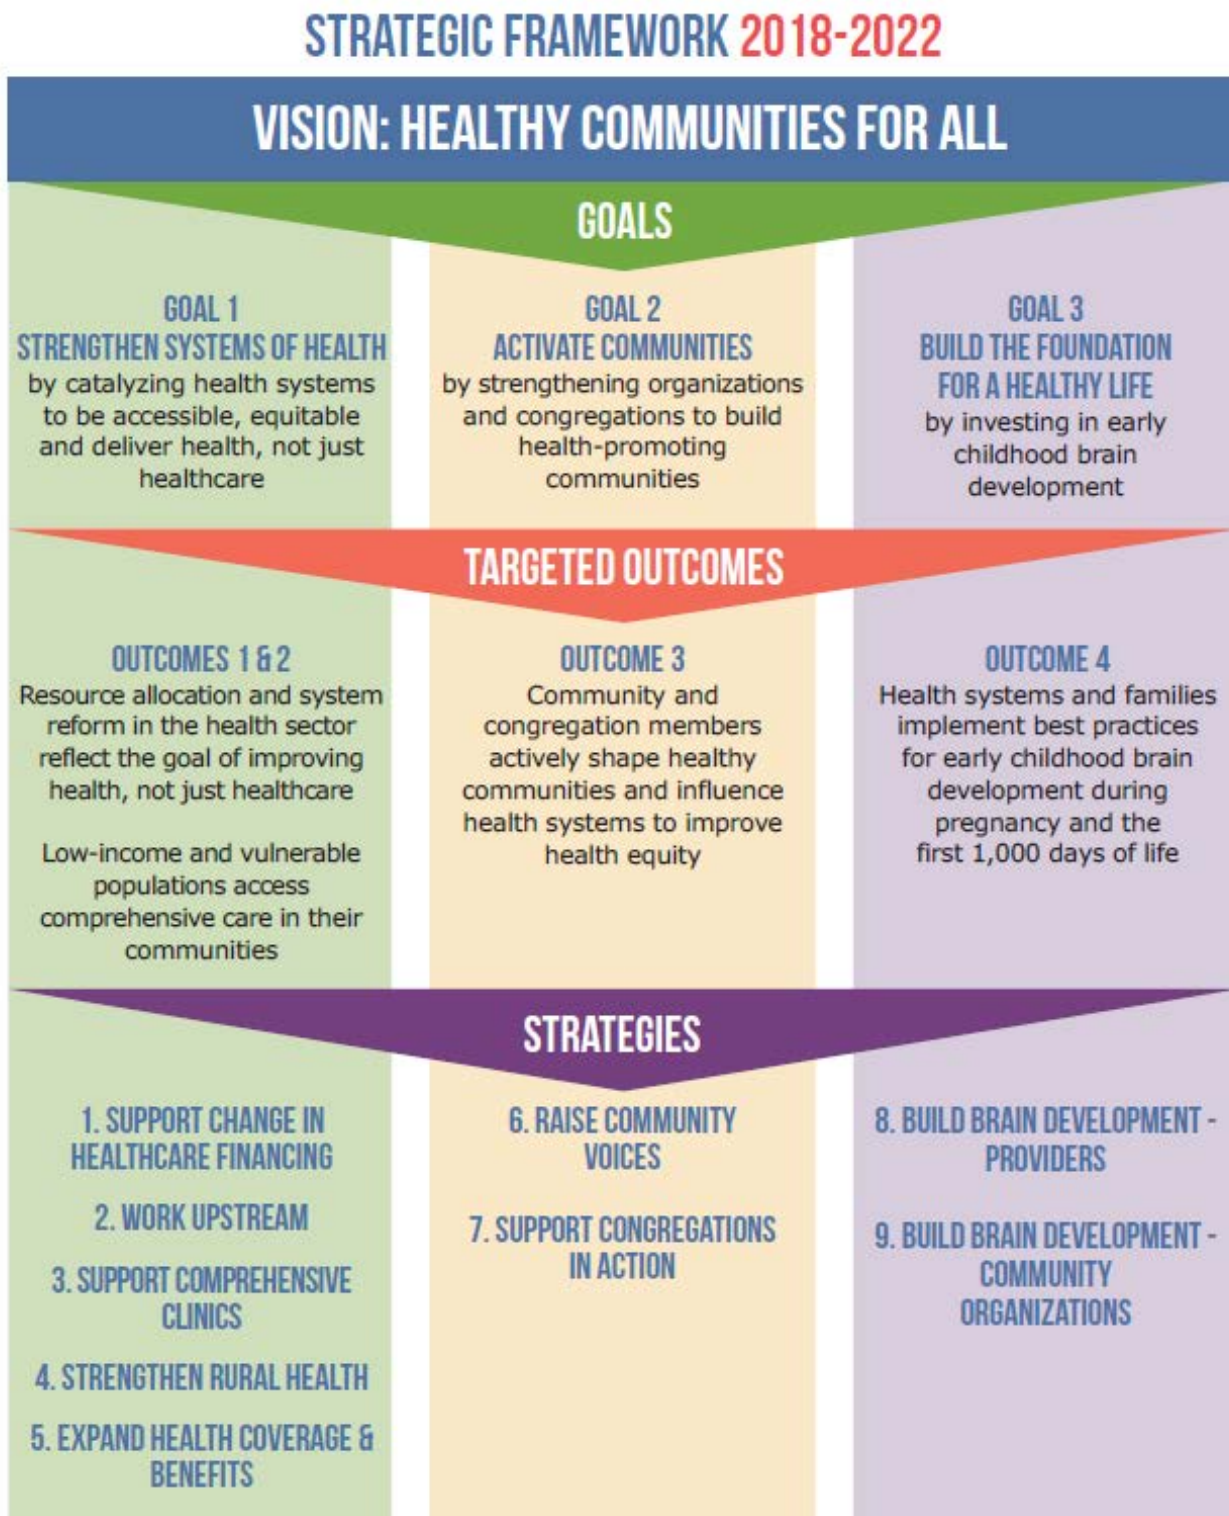 STRATEGIC FRAMEWORK 2018-2022
VISION: HEALTHY COMMUNITIES FOR ALL
GOALS
GOAL 1
STRENGTHEN SYSTEMS OF HEALTH
by catalyzing health systems
to be accessible, equitable
and deliver health, not just
healthcare
GOAL 2
ACTIVATE COMMUNITIES
by strengthening organizations
and congregations to build
health-promoting
communities
GOAL 3
BUILD THE FOUNDATION
FOR A HEALTHY LIFE
by investing in early
childhood brain
development
TARGETED OUTCOMES
OUTCOMES 1 & 2
Resource allocation and system
reform in the health sector
reflect the goal of improving
health, not just healthcare
Low-income and vulnerable
populations access
comprehensive care in their
communities
OUTCOME 3
Community and
congregation members
actively shape healthy
communities and influence
health systems to improve
health equity
OUTCOME 4
Health systems and families
implement best practices
for early childhood brain
development during
pregnancy and the
first 1,000 days of life
STRATEGIES
1. SUPPORT CHANGE IN
HEALTHCARE FINANCING
2. WORK UPSTREAM
3. SUPPORT COMPREHENSIVE
CLINICS
4. STRENGTHEN RURAL HEALTH
5. EXPAND HEALTH COVERAGE &
BENEFITS
6. RAISE COMMUNITY
VOICES
7. SUPPORT CONGREGATIONS
IN ACTION
8. BUILD BRAIN DEVELOPMENT -
PROVIDERS
9. BUILD BRAIN DEVELOPMENT -
COMMUNITY
ORGANIZATIONS